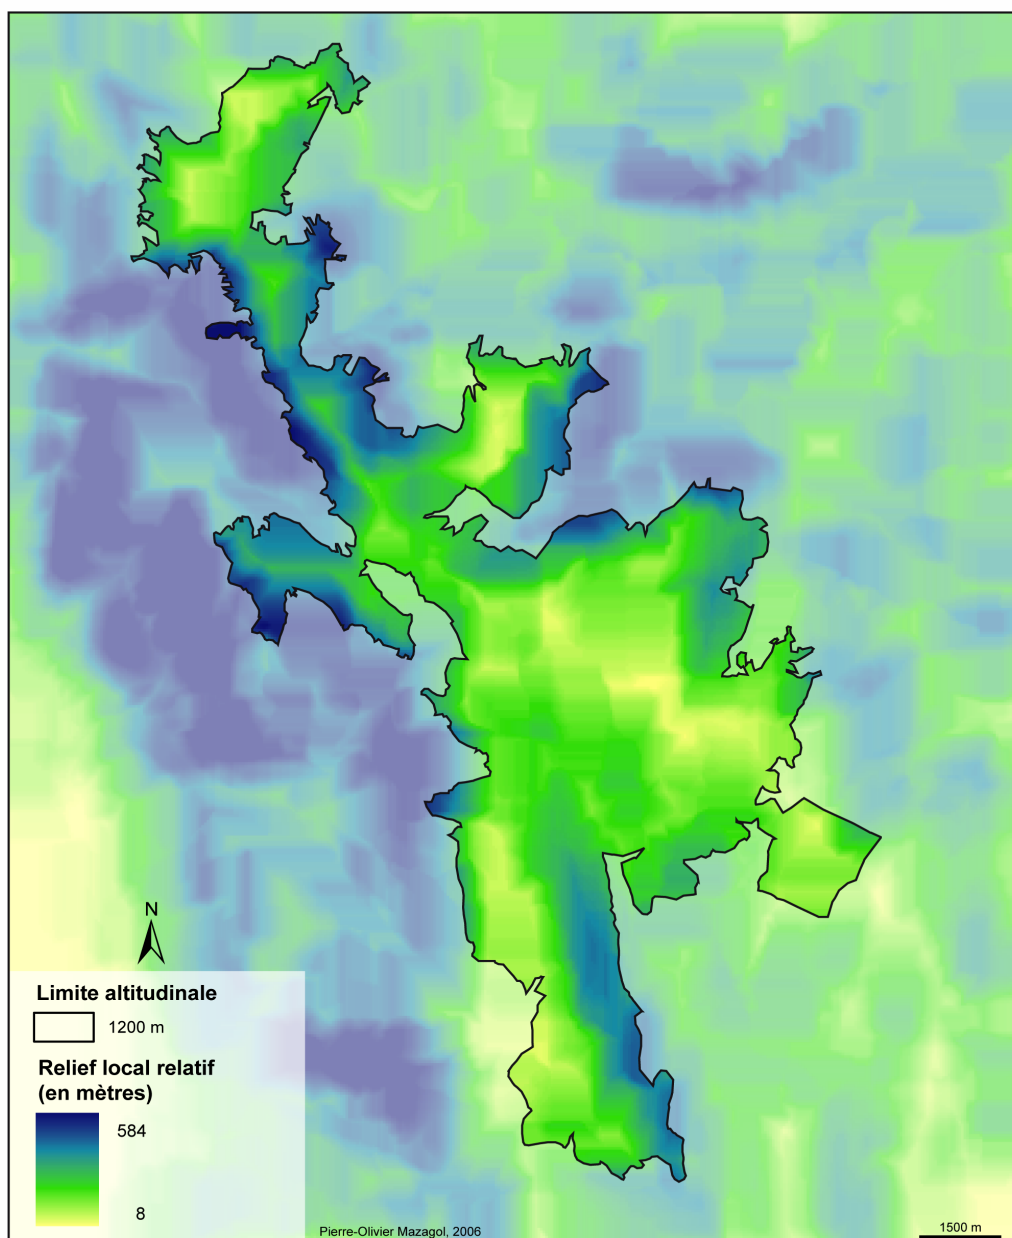 N
Limite altitudinale
1200 m
Relief local relatif
(en mètres)
584
8
Pierre-Olivier Mazagol, 2006
1500 m